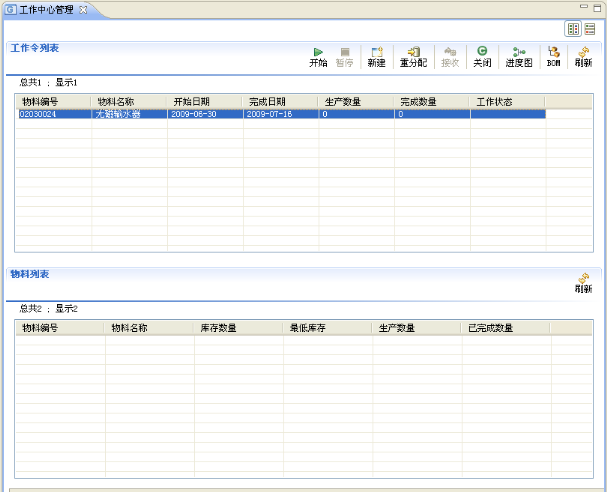 工作中心管理
工作令列表
开始 暂停 新建 重分配 接收 关闭 进度图 BOM 刷新
总共1 ; 显示1
物料编号 物料名称 开始日期 完成日期 生产数量 完成数量 工作状态
02030024 无磁输水器 2009-06-30 2009-07-16 0 0
物料列表
刷新
总共2 ; 显示2
物料编号 物料名称 库存数量 最低库存 生产数量 已完成数量